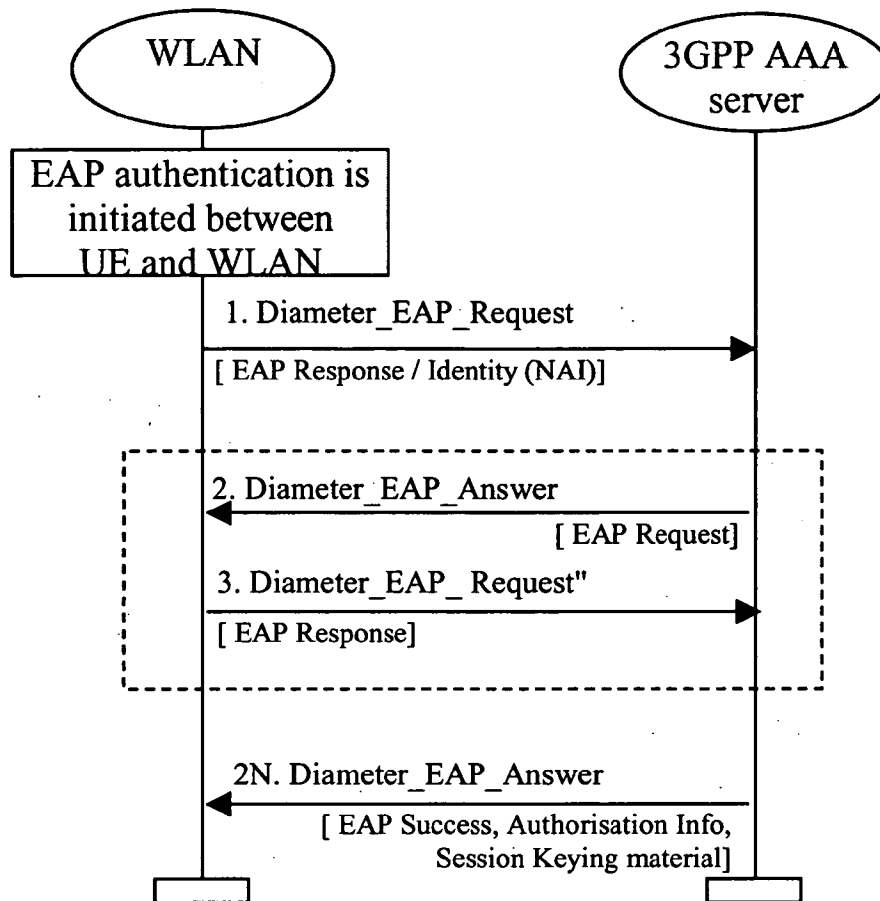 WLAN
3GPP AAA
server
EAP authentication is
initiated between
UE and WLAN
1. Diameter_EAP_Request
[ EAP Response / Identity (NAI)]
2. Diameter_EAP_Answer
[ EAP Request]
3. Diameter_EAP_ Request"
[ EAP Response]
2N. Diameter_EAP_Answer
[ EAP Success, Authorisation Info,
Session Keying material]